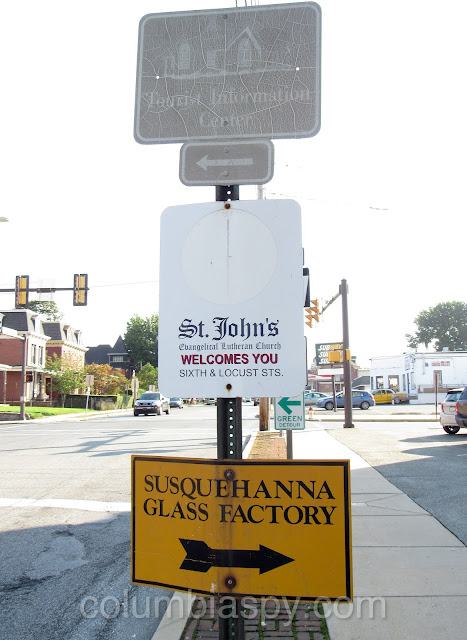 Tourist Information
Center
St. John's
Evangelical Lutheran Church
WELCOMES YOU
SIXTH & LOCUST STS.
SUBWAY
GREEN
DETOUR
SUSQUEHANNA
GLASS FACTORY
columbiaspy.com